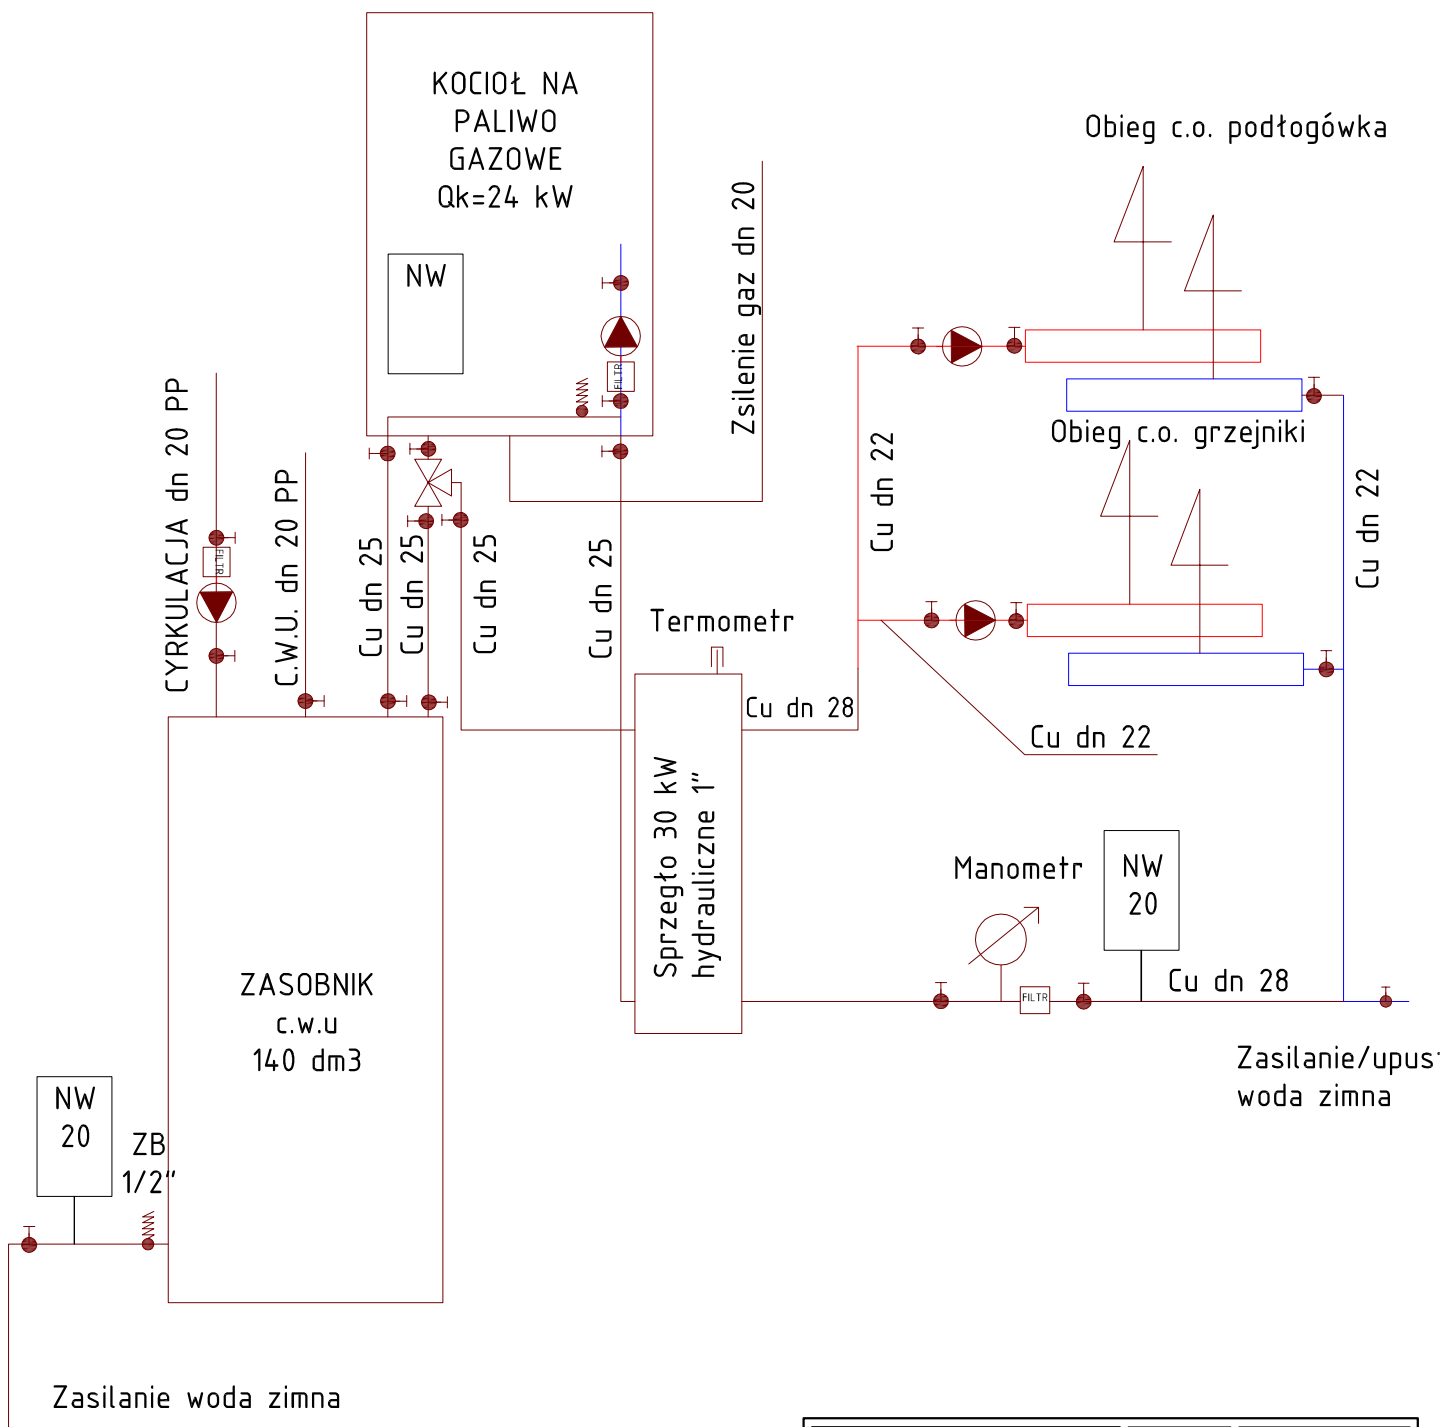 KOCIOŁ NA
PALIWO
GAZOWE
Qk=24 kW
NW
FILTR
Zsilenie gaz dn 20
Obieg c.o. podłogówka
Obieg c.o. grzejniki
Cu dn 22
Cu dn 22
Cu dn 22
CYRKULACJA dn 20 PP
FILTR
C.W.U. dn 20 PP
Cu dn 25
Cu dn 25
Cu dn 25
Cu dn 25
Termometr
Cu dn 28
Sprzegło 30 kW
hydrauliczne 1"
Manometr
NW
20
FILTR
Cu dn 28
Zasilanie/upus
woda zimna
ZASOBNIK
c.w.u
140 dm3
NW
20
ZB
1/2"
Zasilanie woda zimna